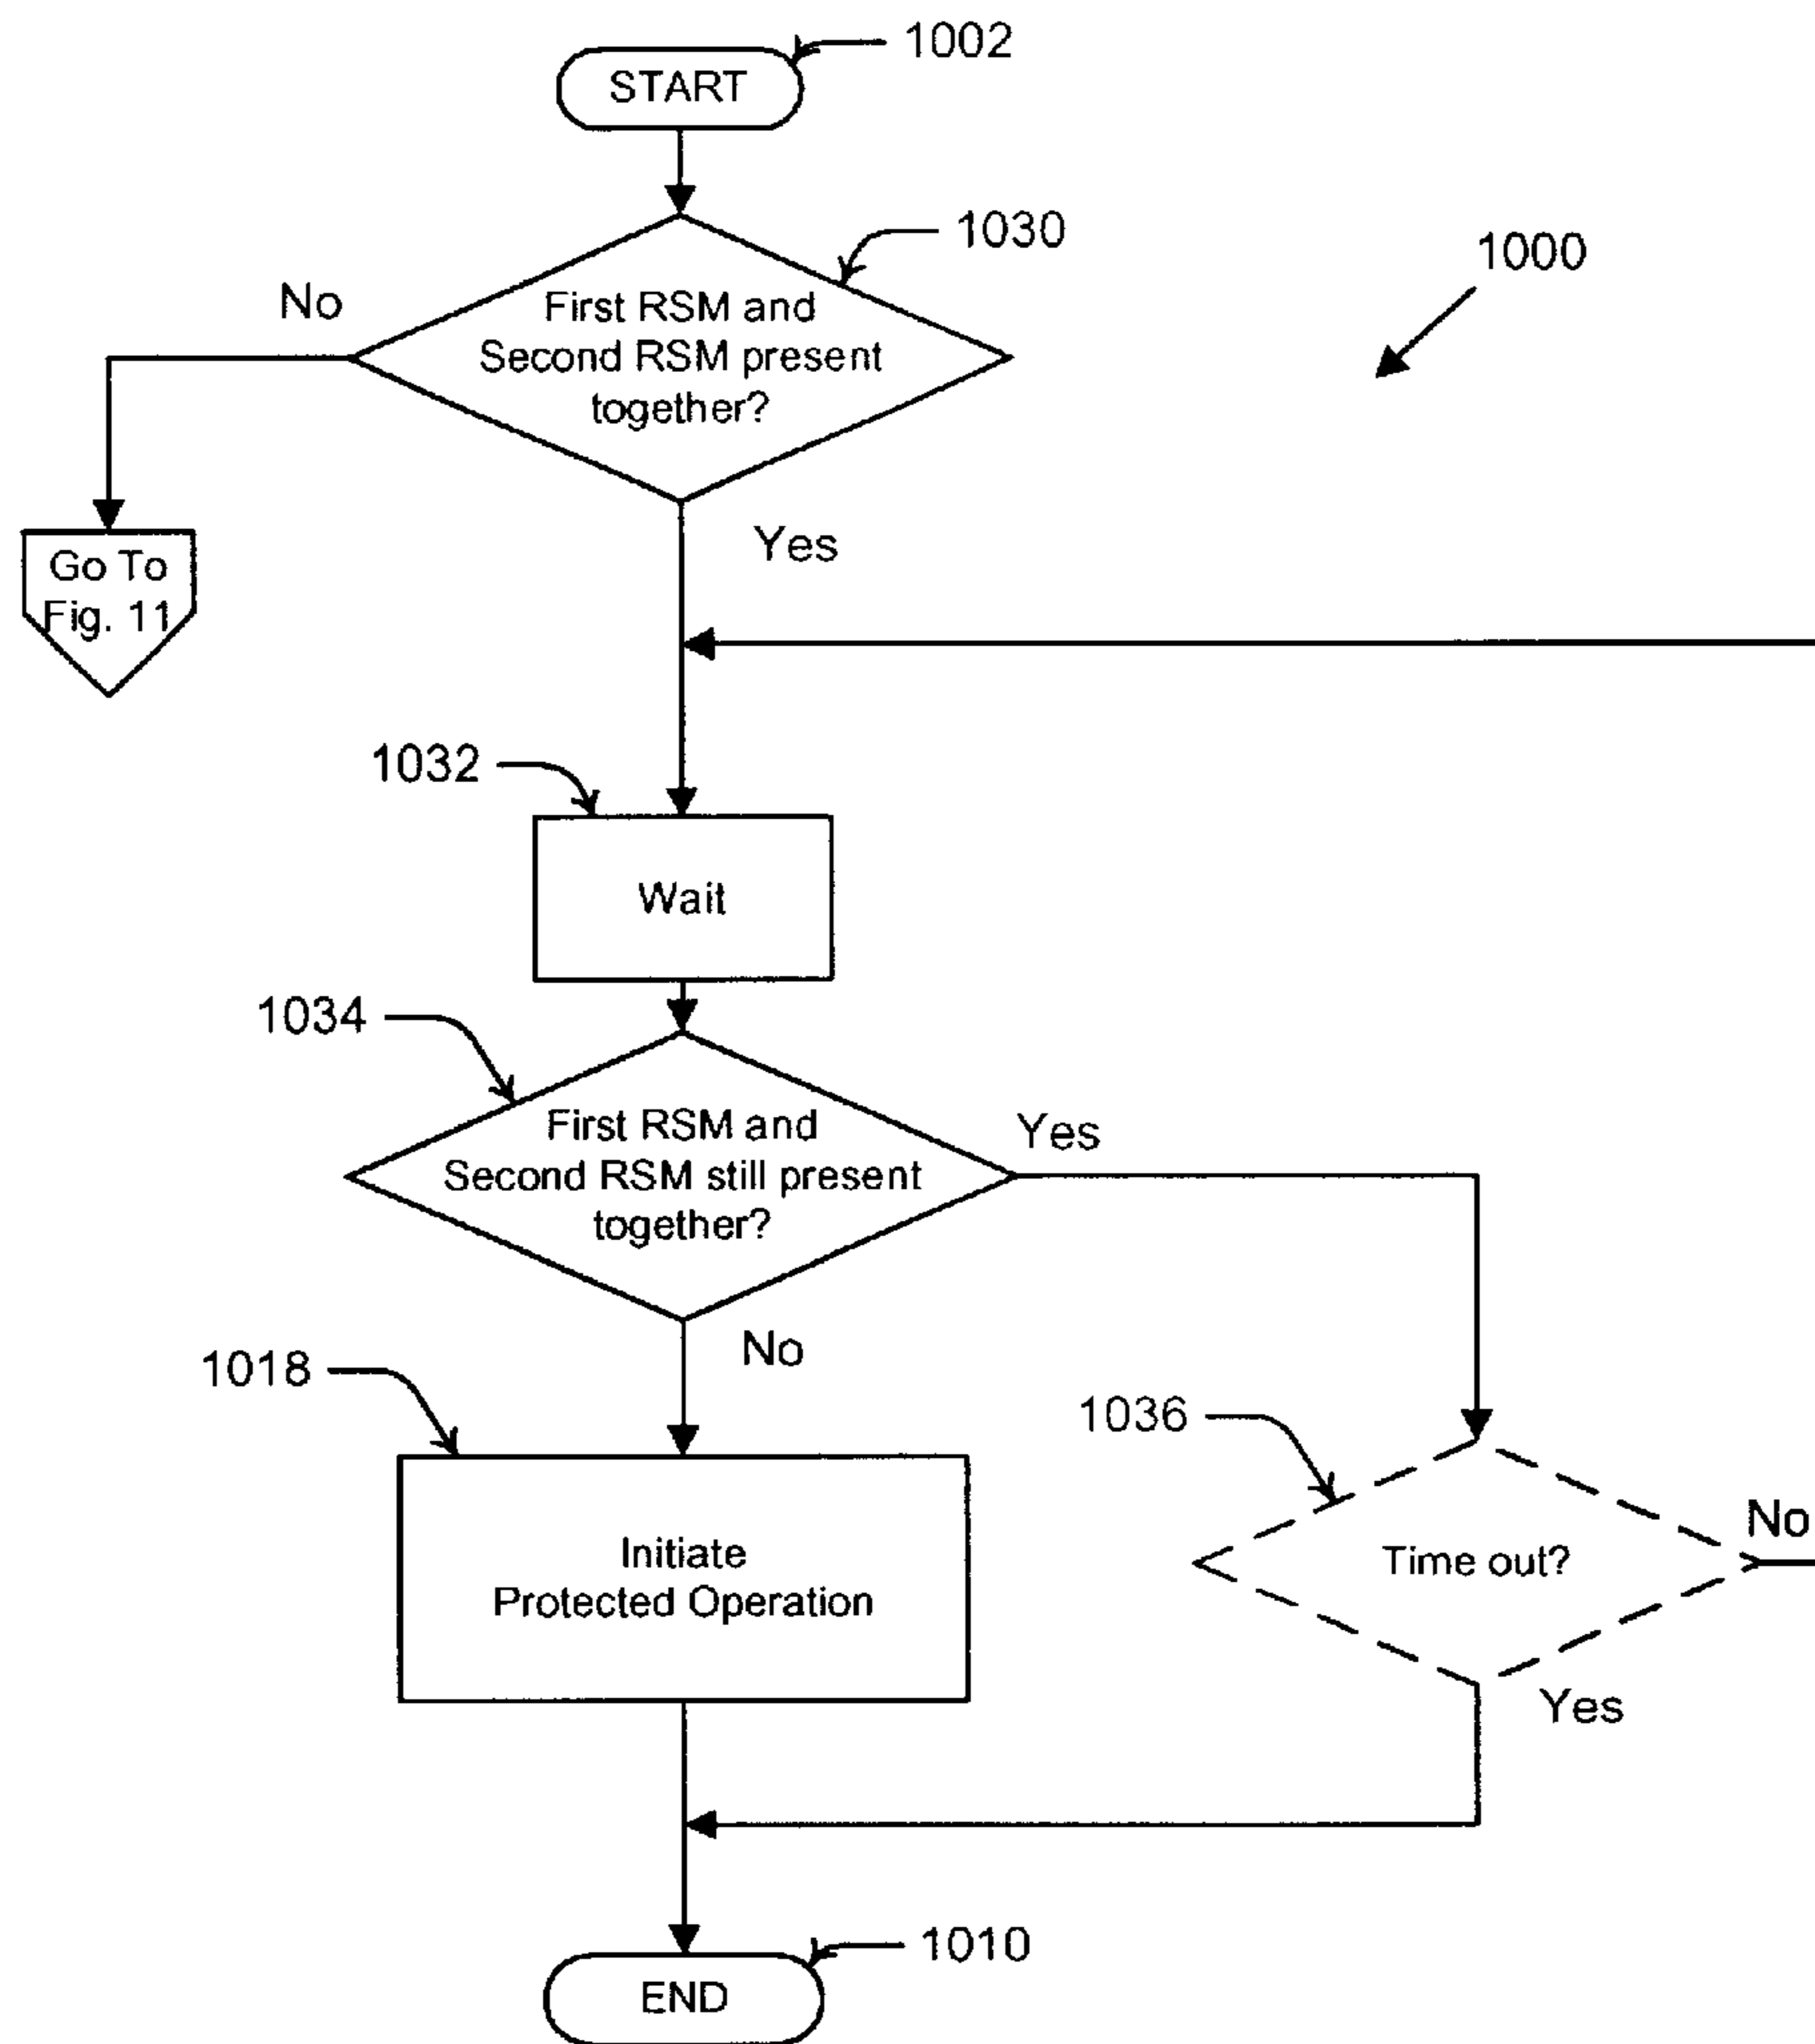 1002
START
1030
1000
No
First RSM and
Second RSM present
together?
Yes
Go To
Fig. 11
1032
Wait
1034
First RSM and
Second RSM still present
together?
Yes
No
1018
1036
Initiate
Protected Operation
Time out?
No
Yes
1010
END